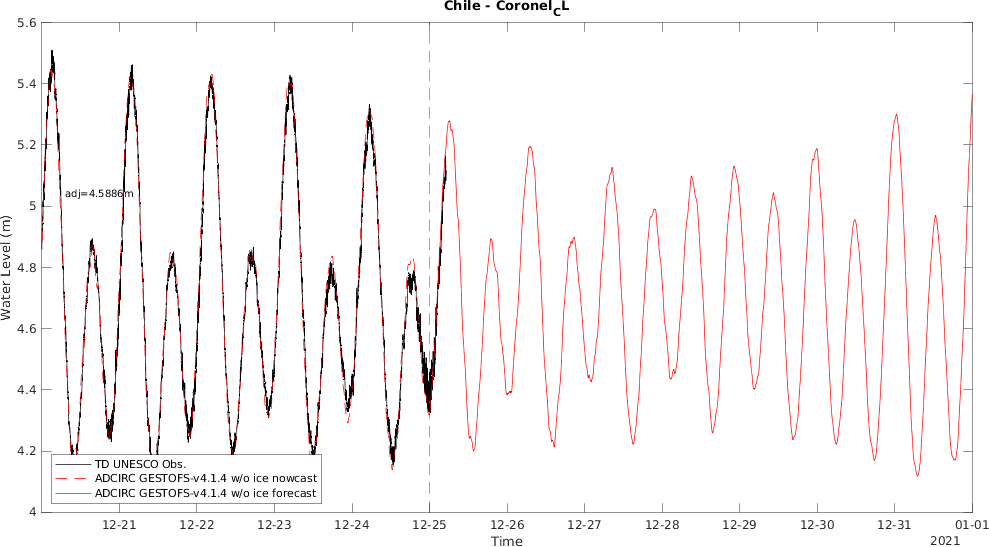 Chile - Coronel_CL
5.6
5.4
5.2
5
4.8
4.6
4.4
4.2
4
Water Level (m)
adj=4.5886m
TD UNESCO Obs.
ADCIRC GESTOFS-v4.1.4 w/o ice nowcast
ADCIRC GESTOFS-v4.1.4 w/o ice forecast
12-21 12-22 12-23 12-24 12-25 12-26 12-27 12-28 12-29 12-30 12-31 01-01
Time
2021